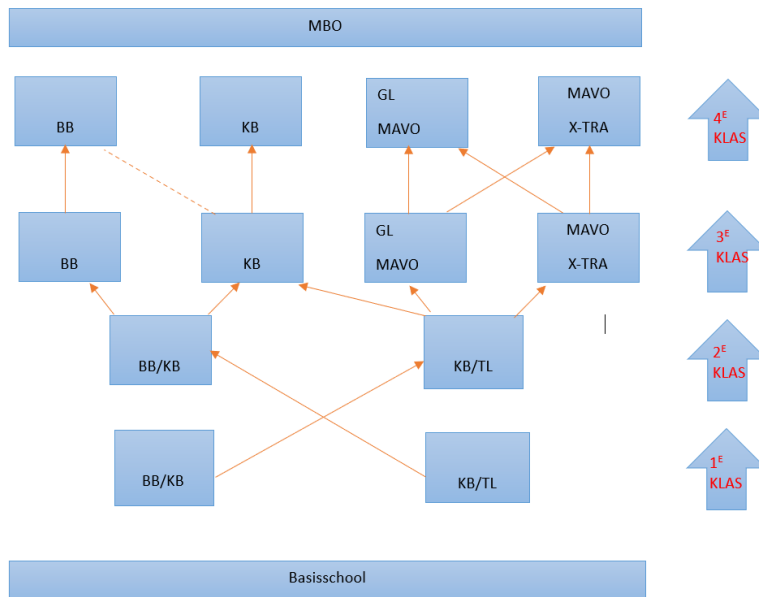 MBO
BB
KB
GL
MAVO
MAVO
X-TRA
4E
KLAS
BB
KB
GL
MAVO
MAVO
X-TRA
3E
KLAS
BB/KB
KB/TL
2E
KLAS
BB/KB
KB/TL
1E
KLAS
Basisschool